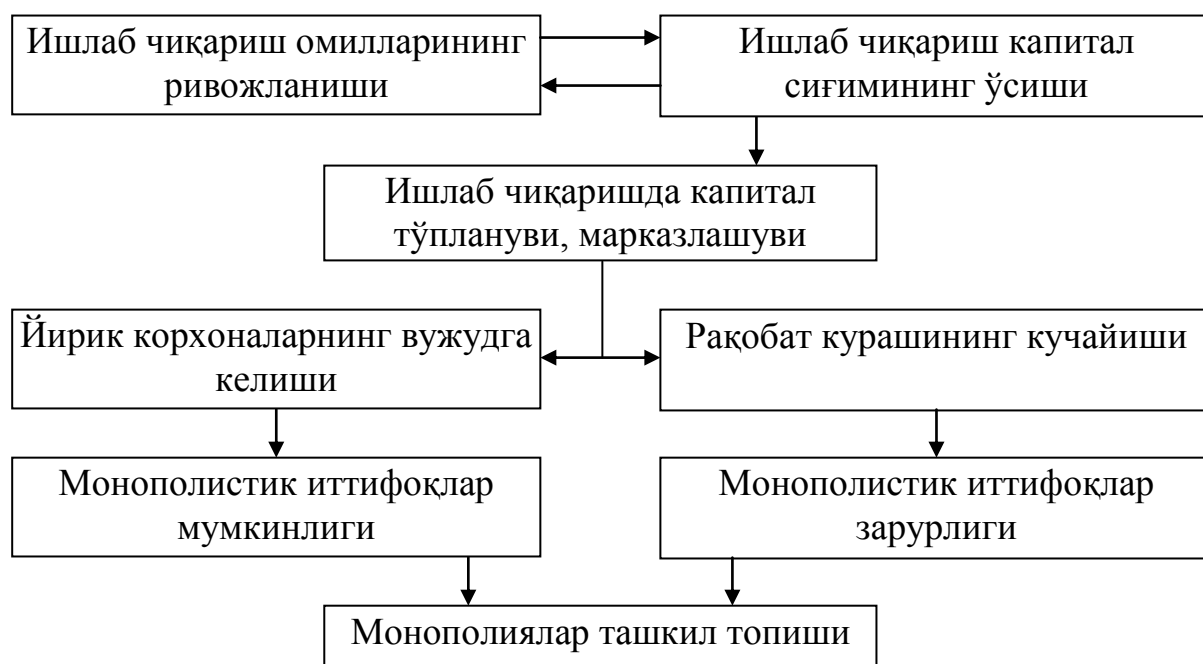 Ишлаб чиқариш омилларининг
ривожланиши
Ишлаб чиқариш капитал
сиғимининг ўсиши
Ишлаб чиқаришда капитал
тўплануви, марказлашуви
Йирик корхоналарнинг вужудга
келиши
Рақобат курашининг кучайиши
Монополистик иттифоқлар
мумкинлиги
Монополистик иттифоқлар
зарурлиги
Монополиялар ташкил топиши